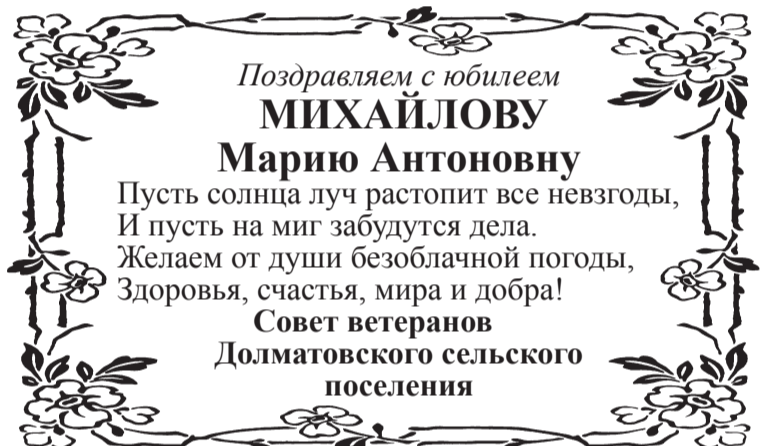 Поздравляем с юбилеем
МИХАЙЛОВУ
Марию Антоновну
Пусть солнца луч растопит все невзгоды,
И пусть на миг забудутся дела.
Желаем от души безоблачной погоды,
Здоровья, счастья, мира и добра!
Совет ветеранов
Долматовского сельского
поселения